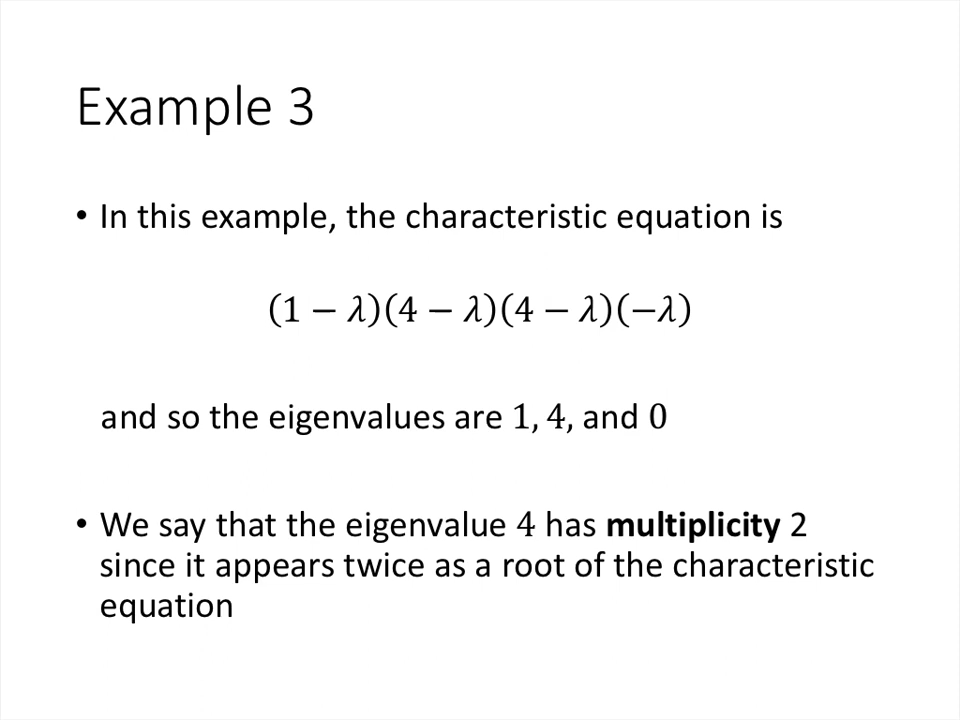 Example 3
• In this example, the characteristic equation is
(1 − 𝜆)(4 − 𝜆)(4 − 𝜆)(−𝜆)
and so the eigenvalues are 1, 4, and 0
• We say that the eigenvalue 4 has multiplicity 2
since it appears twice as a root of the characteristic
equation